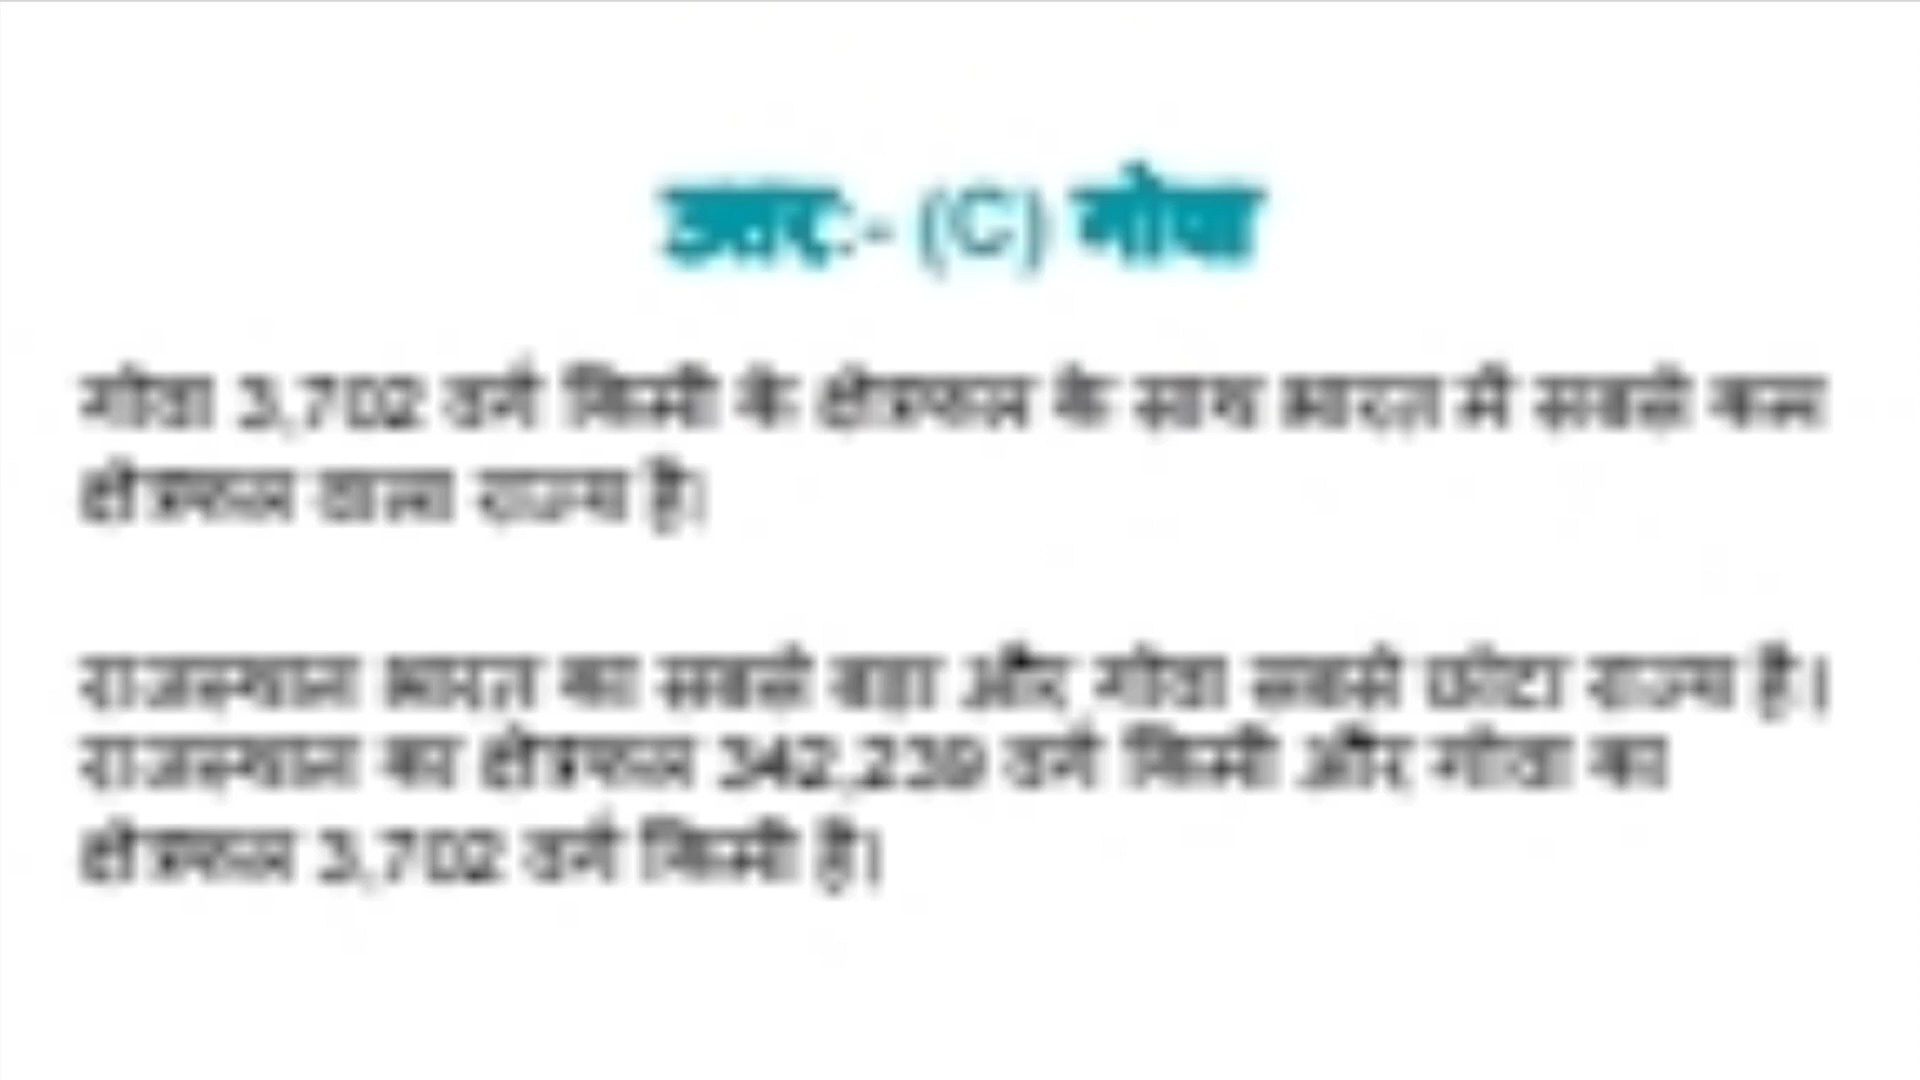 उत्तर:- (C) गोवा
गोवा 3,702 वर्ग किमी के क्षेत्रफल के साथ भारत में सबसे कम
क्षेत्रफल वाला राज्य है।
राजस्थान भारत का सबसे बड़ा और गोवा सबसे छोटा राज्य है।
राजस्थान का क्षेत्रफल 342,239 वर्ग किमी और गोवा का
क्षेत्रफल 3,702 वर्ग किमी है।